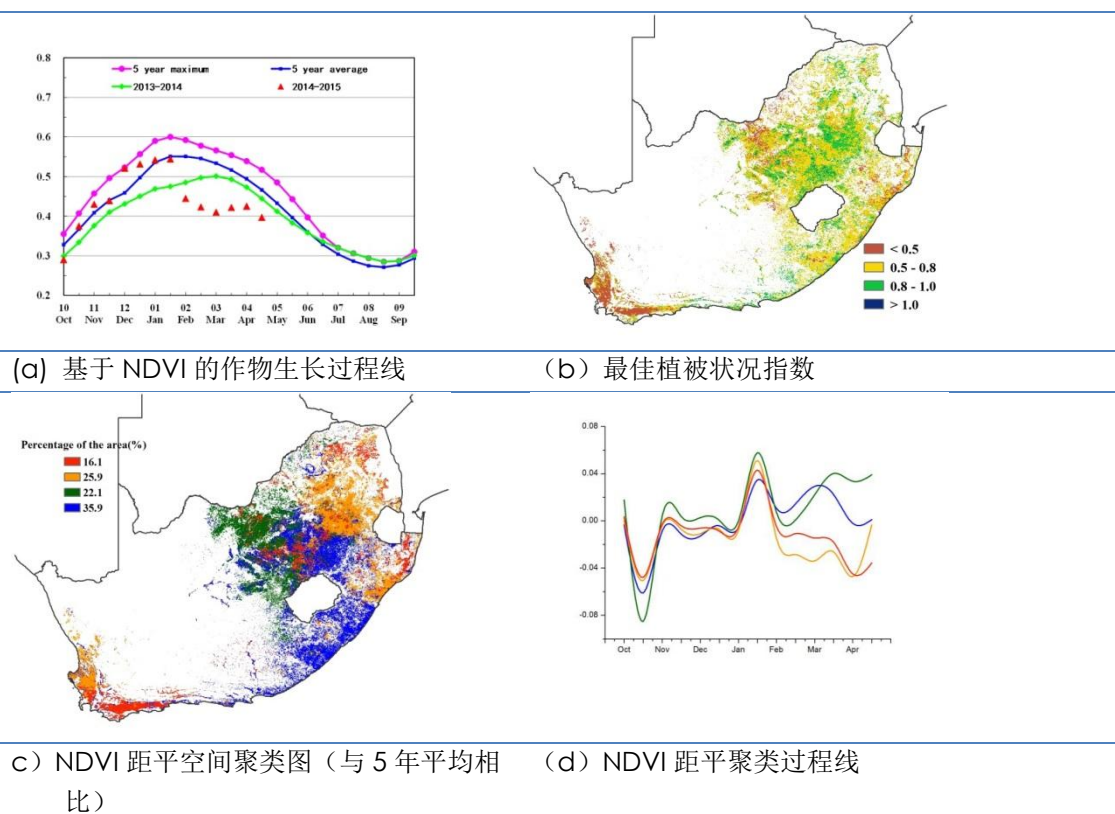 0.8
5 year maximum
5 year average
2013-2014
2014-2015
0.7
0.6
0.5
0.4
0.3
0.2
10 11 12 01 02 03 04 05 06 07 08 09
Oct Nov Dec Jan Feb Mar Apr May Jun Jul Aug Sep
< 0.5
0.5 - 0.8
0.8 - 1.0
> 1.0
(a) 基于 NDVI 的作物生长过程线
（b）最佳植被状况指数
Percentage of the area(%)
16.1
25.9
22.1
35.9
0.08
0.04
0.00
-0.04
-0.08
Oct Nov Dec Jan Feb Mar Apr
c）NDVI 距平空间聚类图（与 5 年平均相
比）
（d）NDVI 距平聚类过程线